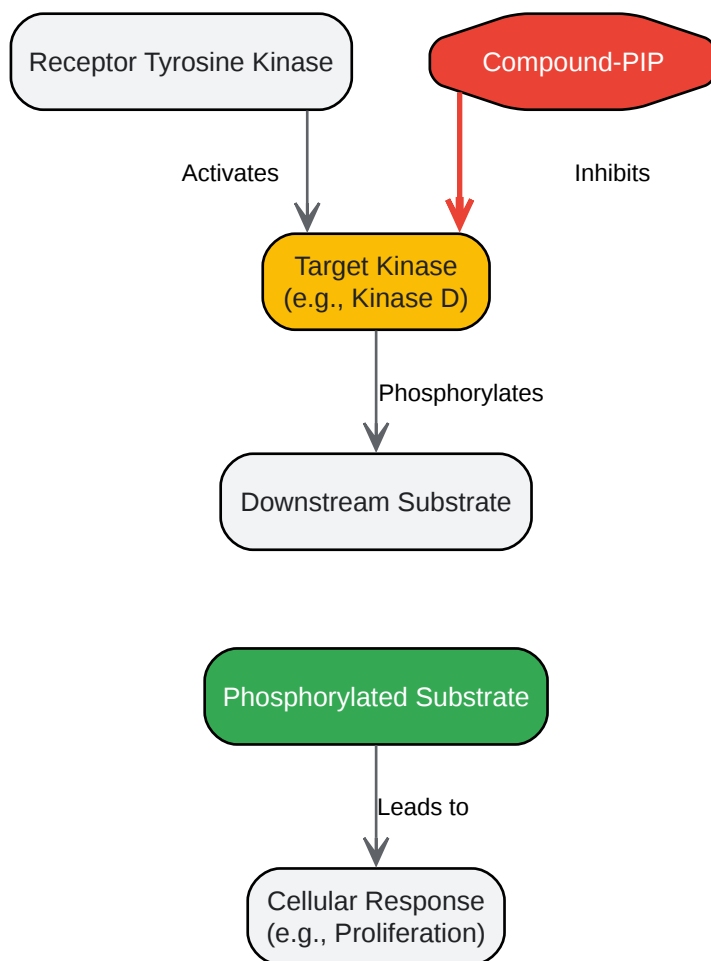 Receptor Tyrosine Kinase
Compound-PIP
Activates
Inhibits
Target Kinase
(e.g., Kinase D)
Phosphorylates
Downstream Substrate
Phosphorylated Substrate
Leads to
Cellular Response
(e.g., Proliferation)